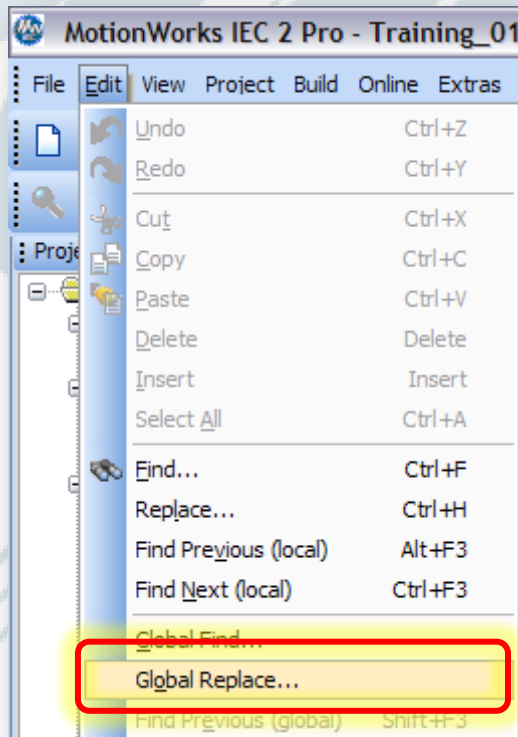 MotionWorks IEC 2 Pro - Training_01
File Edit View Project Build Online Extras
Undo Ctrl+Z
Redo Ctrl+Y
Cut Ctrl+X
Proje
Copy Ctrl+C
Paste Ctrl+V
Delete Delete
Insert Insert
Select All Ctrl+A
Find... Ctrl+F
Replace... Ctrl+H
Find Previous (local) Alt+F3
Find Next (local) Ctrl+F3
Global Find...
Global Replace...
Find Previous (global) Shift+F3